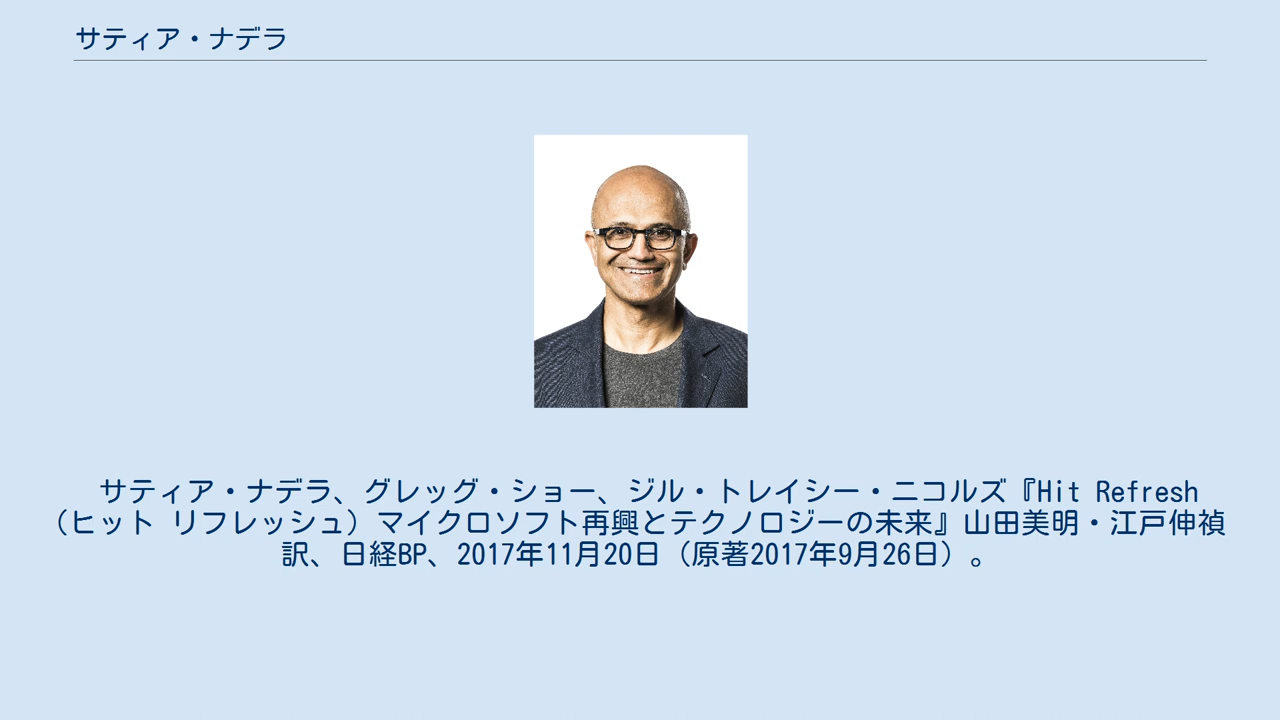 サティア・ナデラ
サティア・ナデラ、グレッグ・ショー、ジル・トレイシー・ニコルズ『Hit Refresh
（ヒット リフレッシュ）マイクロソフト再興とテクノロジーの未来』山田美明・江戸伸禎
訳、日経BP、2017年11月20日（原著2017年9月26日）。